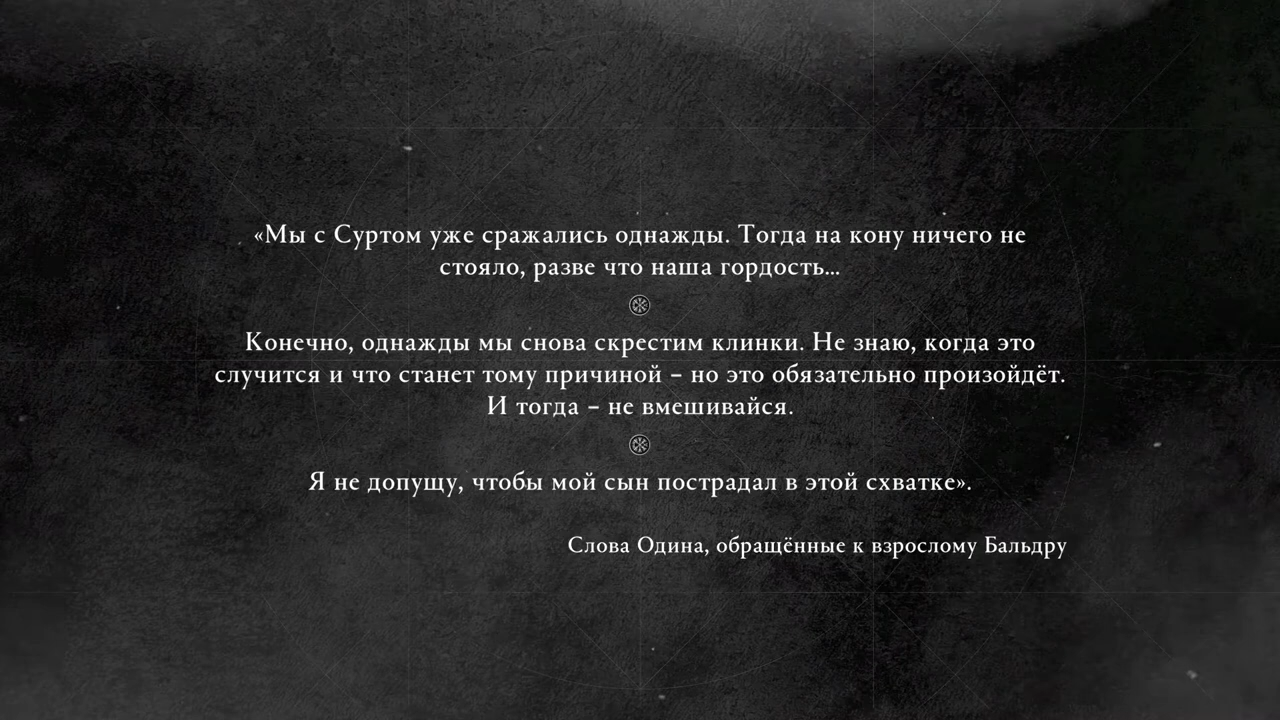 «Мы с Суртом уже сражались однажды. Тогда на кону ничего не
стояло, разве что наша гордость...
Конечно, однажды мы снова скрестим клинки. Не знаю, когда это
случится и что станет тому причиной – но это обязательно произойдёт.
И тогда – не вмешивайся.
Я не допущу, чтобы мой сын пострадал в этой схватке».
Слова Одина, обращённые к взрослому Бальдру